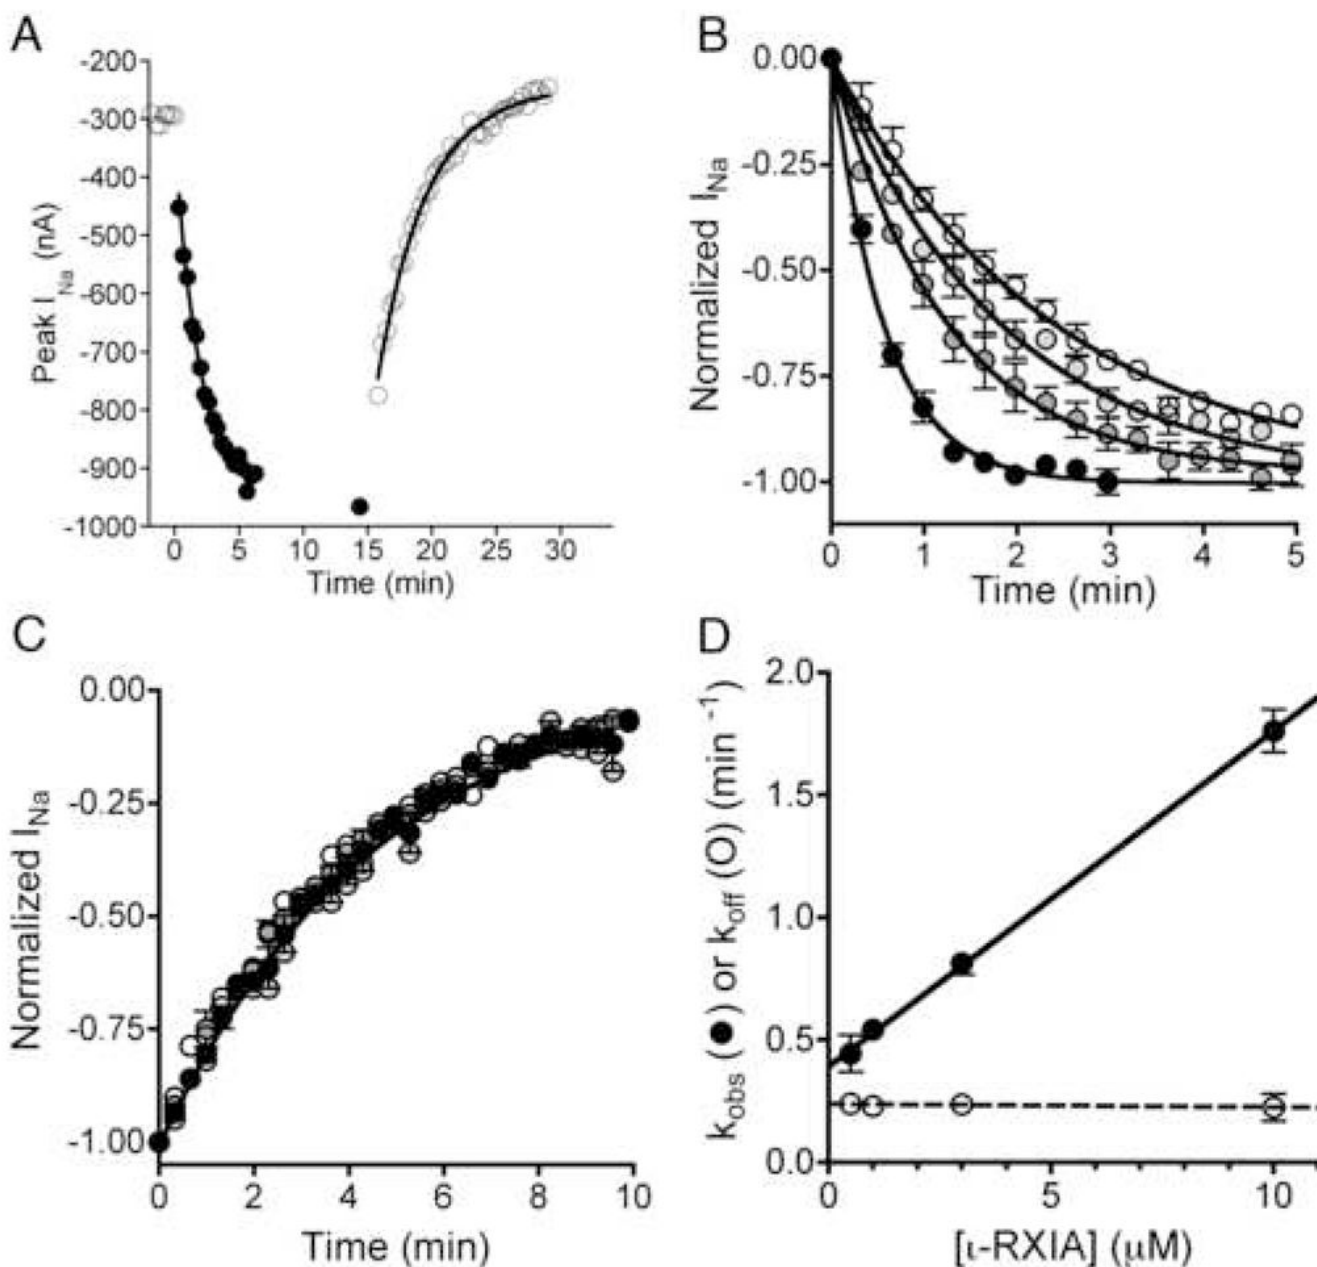 A
Peak I_Na (nA)
-200
-300
-400
-500
-600
-700
-800
-900
-1000
0 5 10 15 20 25 30
Time (min)
B
Normalized I_Na
0.00
-0.25
-0.50
-0.75
-1.00
0 1 2 3 4 5
Time (min)
C
Normalized I_Na
0.00
-0.25
-0.50
-0.75
-1.00
0 2 4 6 8 10
Time (min)
D
k_obs (●) or k_off (O) (min ⁻¹)
2.0
1.5
1.0
0.5
0.0
0 5 10
[ι-RXIA] (μM)